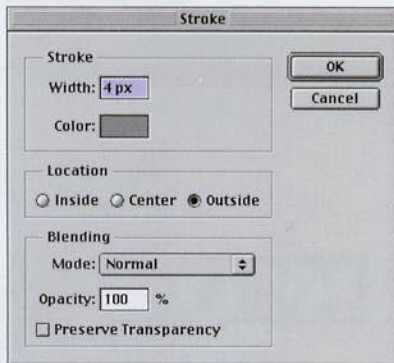 Stroke
Stroke
Width: 4 px
Color:
OK
Cancel
Location
Inside Center Outside
Blending
Mode: Normal
Opacity: 100 %
Preserve Transparency